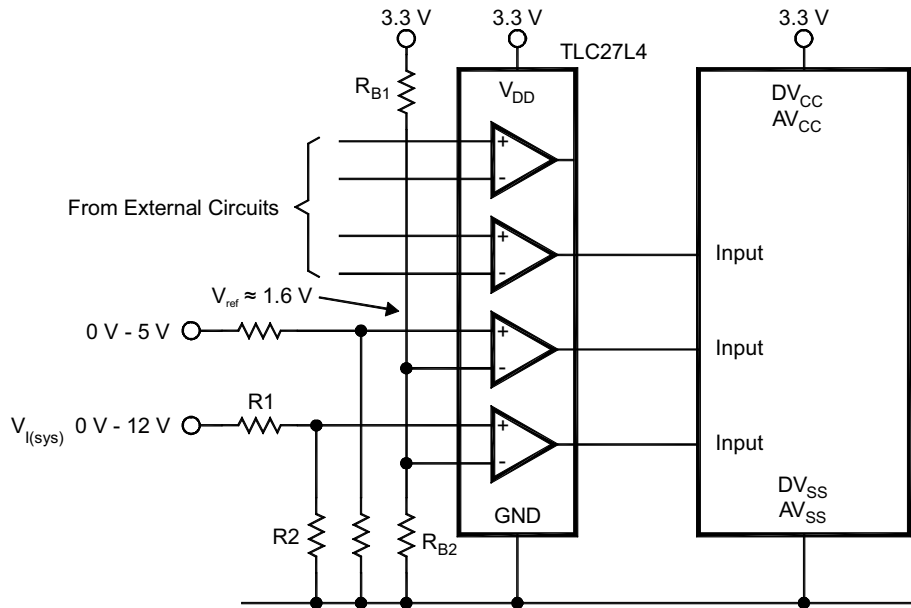 3.3 V 3.3 V 3.3 V
TLC27L4
R_B1
V_DD
DV_CC
AV_CC
+
-
From External Circuits
+
-
Input
V_ref ≈ 1.6 V
0 V - 5 V
+
-
Input
R1
V_I(sys) 0 V - 12 V
+
-
Input
R2
R_B2
GND
DV_SS
AV_SS